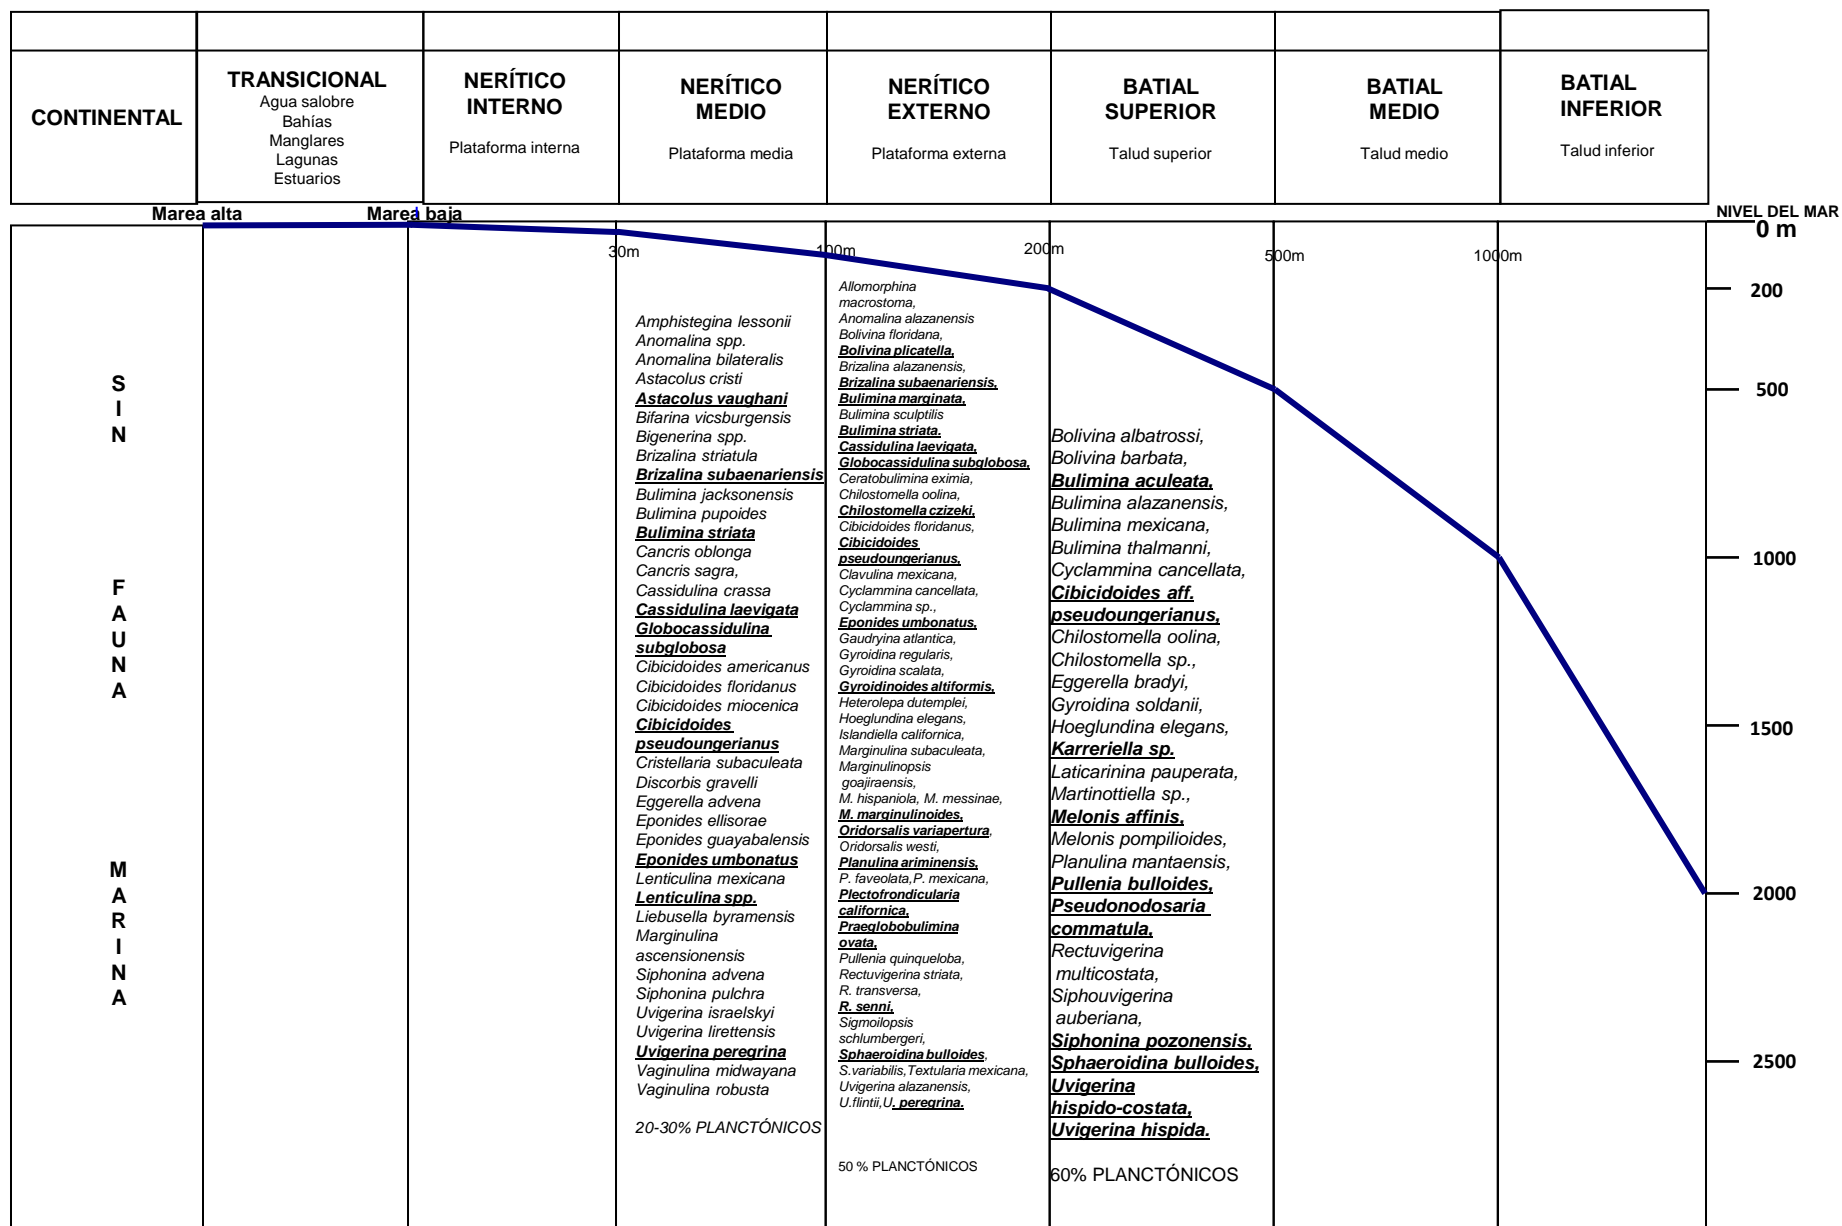 CONTINENTAL
TRANSICIONAL
Agua salobre
Bahías
Manglares
Lagunas
Estuarios
NERÍTICO
INTERNO
Plataforma interna
NERÍTICO
MEDIO
Plataforma media
NERÍTICO
EXTERNO
Plataforma externa
BATIAL
SUPERIOR
Talud superior
BATIAL
MEDIO
Talud medio
BATIAL
INFERIOR
Talud inferior
Marea alta
Marea baja
NIVEL DEL MAR
0 m
30m
100m
200m
500m
1000m
200
500
1000
1500
2000
2500
S
I
N
F
A
U
N
A
M
A
R
I
N
A
Amphistegina lessonii
Anomalina spp.
Anomalina bilateralis
Astacolus cristi
Astacolus vaughani
Bifarina vicsburgensis
Bigenerina spp.
Brizalina striatula
Brizalina subaenariensis
Bulimina jacksonensis
Bulimina pupoides
Bulimina striata
Cancris oblonga
Cancris sagra,
Cassidulina crassa
Cassidulina laevigata
Globocassidulina
subglobosa
Cibicidoides americanus
Cibicidoides floridanus
Cibicidoides miocenica
Cibicidoides
pseudoungerianus
Cristellaria subaculeata
Discorbis gravelli
Eggerella advena
Eponides ellisorae
Eponides guayabalensis
Eponides umbonatus
Lenticulina mexicana
Lenticulina spp.
Liebusella byramensis
Marginulina
ascensionensis
Siphonina advena
Siphonina pulchra
Uvigerina israelskyi
Uvigerina lirettensis
Uvigerina peregrina
Vaginulina midwayana
Vaginulina robusta
20-30% PLANCTÓNICOS
Allomorphina
macrostoma,
Anomalina alazanensis
Bolivina floridana,
Bolivina plicatella,
Brizalina alazanensis,
Brizalina subaenariensis,
Bulimina marginata,
Bulimina sculptilis
Bulimina striata.
Cassidulina laevigata,
Globocassidulina subglobosa,
Ceratobulimina eximia,
Chilostomella oolina,
Chilostomella czizeki,
Cibicidoides floridanus,
Cibicidoides
pseudoungerianus,
Clavulina mexicana,
Cyclammina cancellata,
Cyclammina sp.,
Eponides umbonatus,
Gaudryina atlantica,
Gyroidina regularis,
Gyroidina scalata,
Gyroidinoides altiformis,
Heterolepa dutemplei,
Hoeglundina elegans,
Islandiella californica,
Marginulina subaculeata,
Marginulinopsis
goajiraensis,
M. hispaniola, M. messinae,
M. marginulinoides,
Oridorsalis variapertura,
Oridorsalis westi,
Planulina ariminensis,
P. faveolata,P. mexicana,
Plectofrondicularia
californica,
Praeglobobulimina
ovata,
Pullenia quinqueloba,
Rectuvigerina striata,
R. transversa,
R. senni,
Sigmoilopsis
schlumbergeri,
Sphaeroidina bulloides,
S.variabilis,Textularia mexicana,
Uvigerina alazanensis,
U.flintii,U. peregrina.
50 % PLANCTÓNICOS
Bolivina albatrossi,
Bolivina barbata,
Bulimina aculeata,
Bulimina alazanensis,
Bulimina mexicana,
Bulimina thalmanni,
Cyclammina cancellata,
Cibicidoides aff.
pseudoungerianus,
Chilostomella oolina,
Chilostomella sp.,
Eggerella bradyi,
Gyroidina soldanii,
Hoeglundina elegans,
Karreriella sp.
Laticarinina pauperata,
Martinottiella sp.,
Melonis affinis,
Melonis pompilioides,
Planulina mantaensis,
Pullenia bulloides,
Pseudonodosaria
commatula,
Rectuvigerina
multicostata,
Siphouvigerina
auberiana,
Siphonina pozonensis,
Sphaeroidina bulloides,
Uvigerina
hispido-costata,
Uvigerina hispida.
60% PLANCTÓNICOS